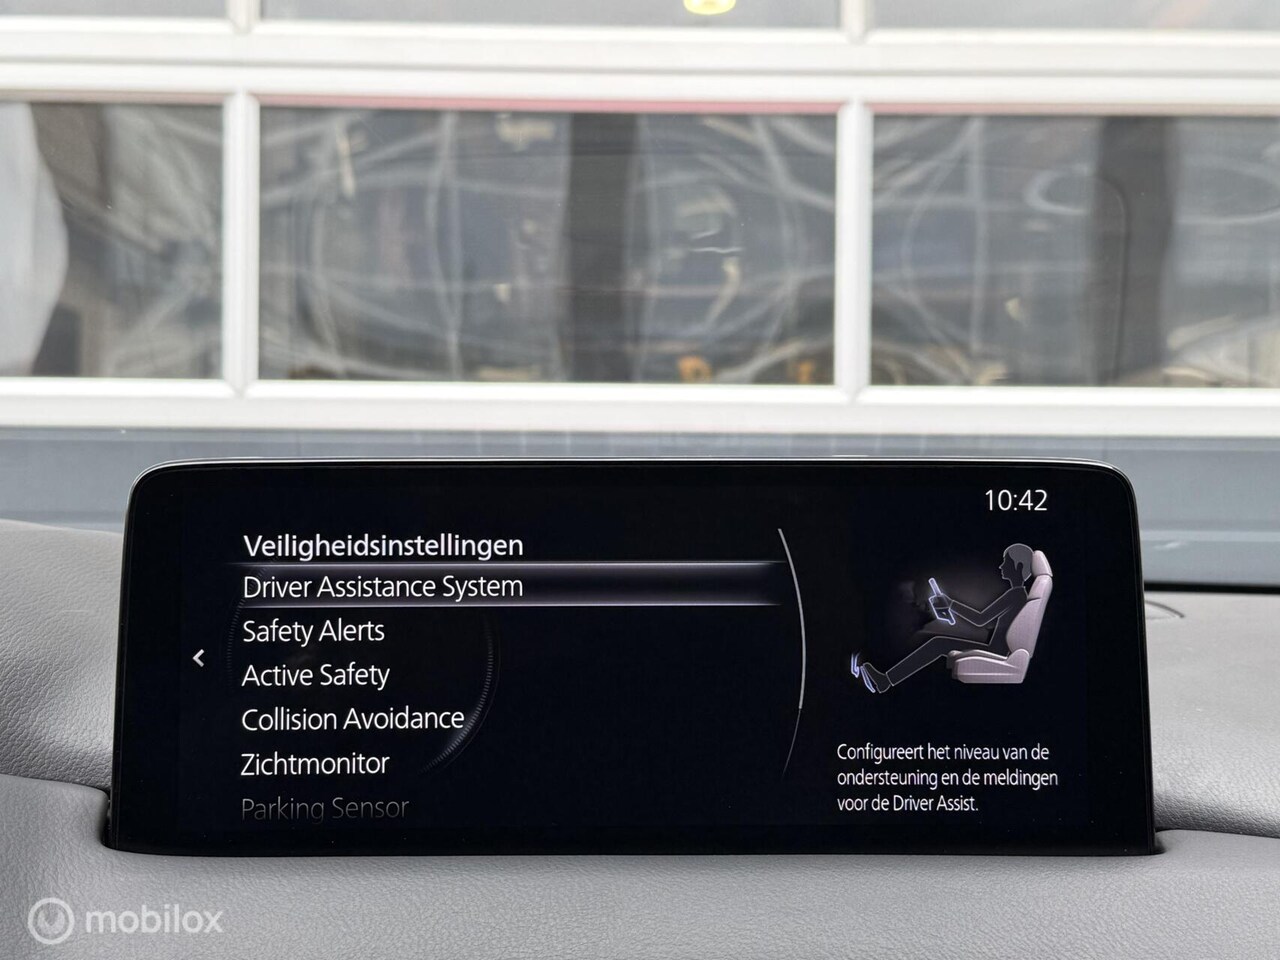 10:42
Veiligheidsinstellingen
Driver Assistance System
Safety Alerts
Active Safety
Collision Avoidance
Zichtmonitor
Parking Sensor
Configureert het niveau van de
ondersteuning en de meldingen
voor de Driver Assist.
mobilox